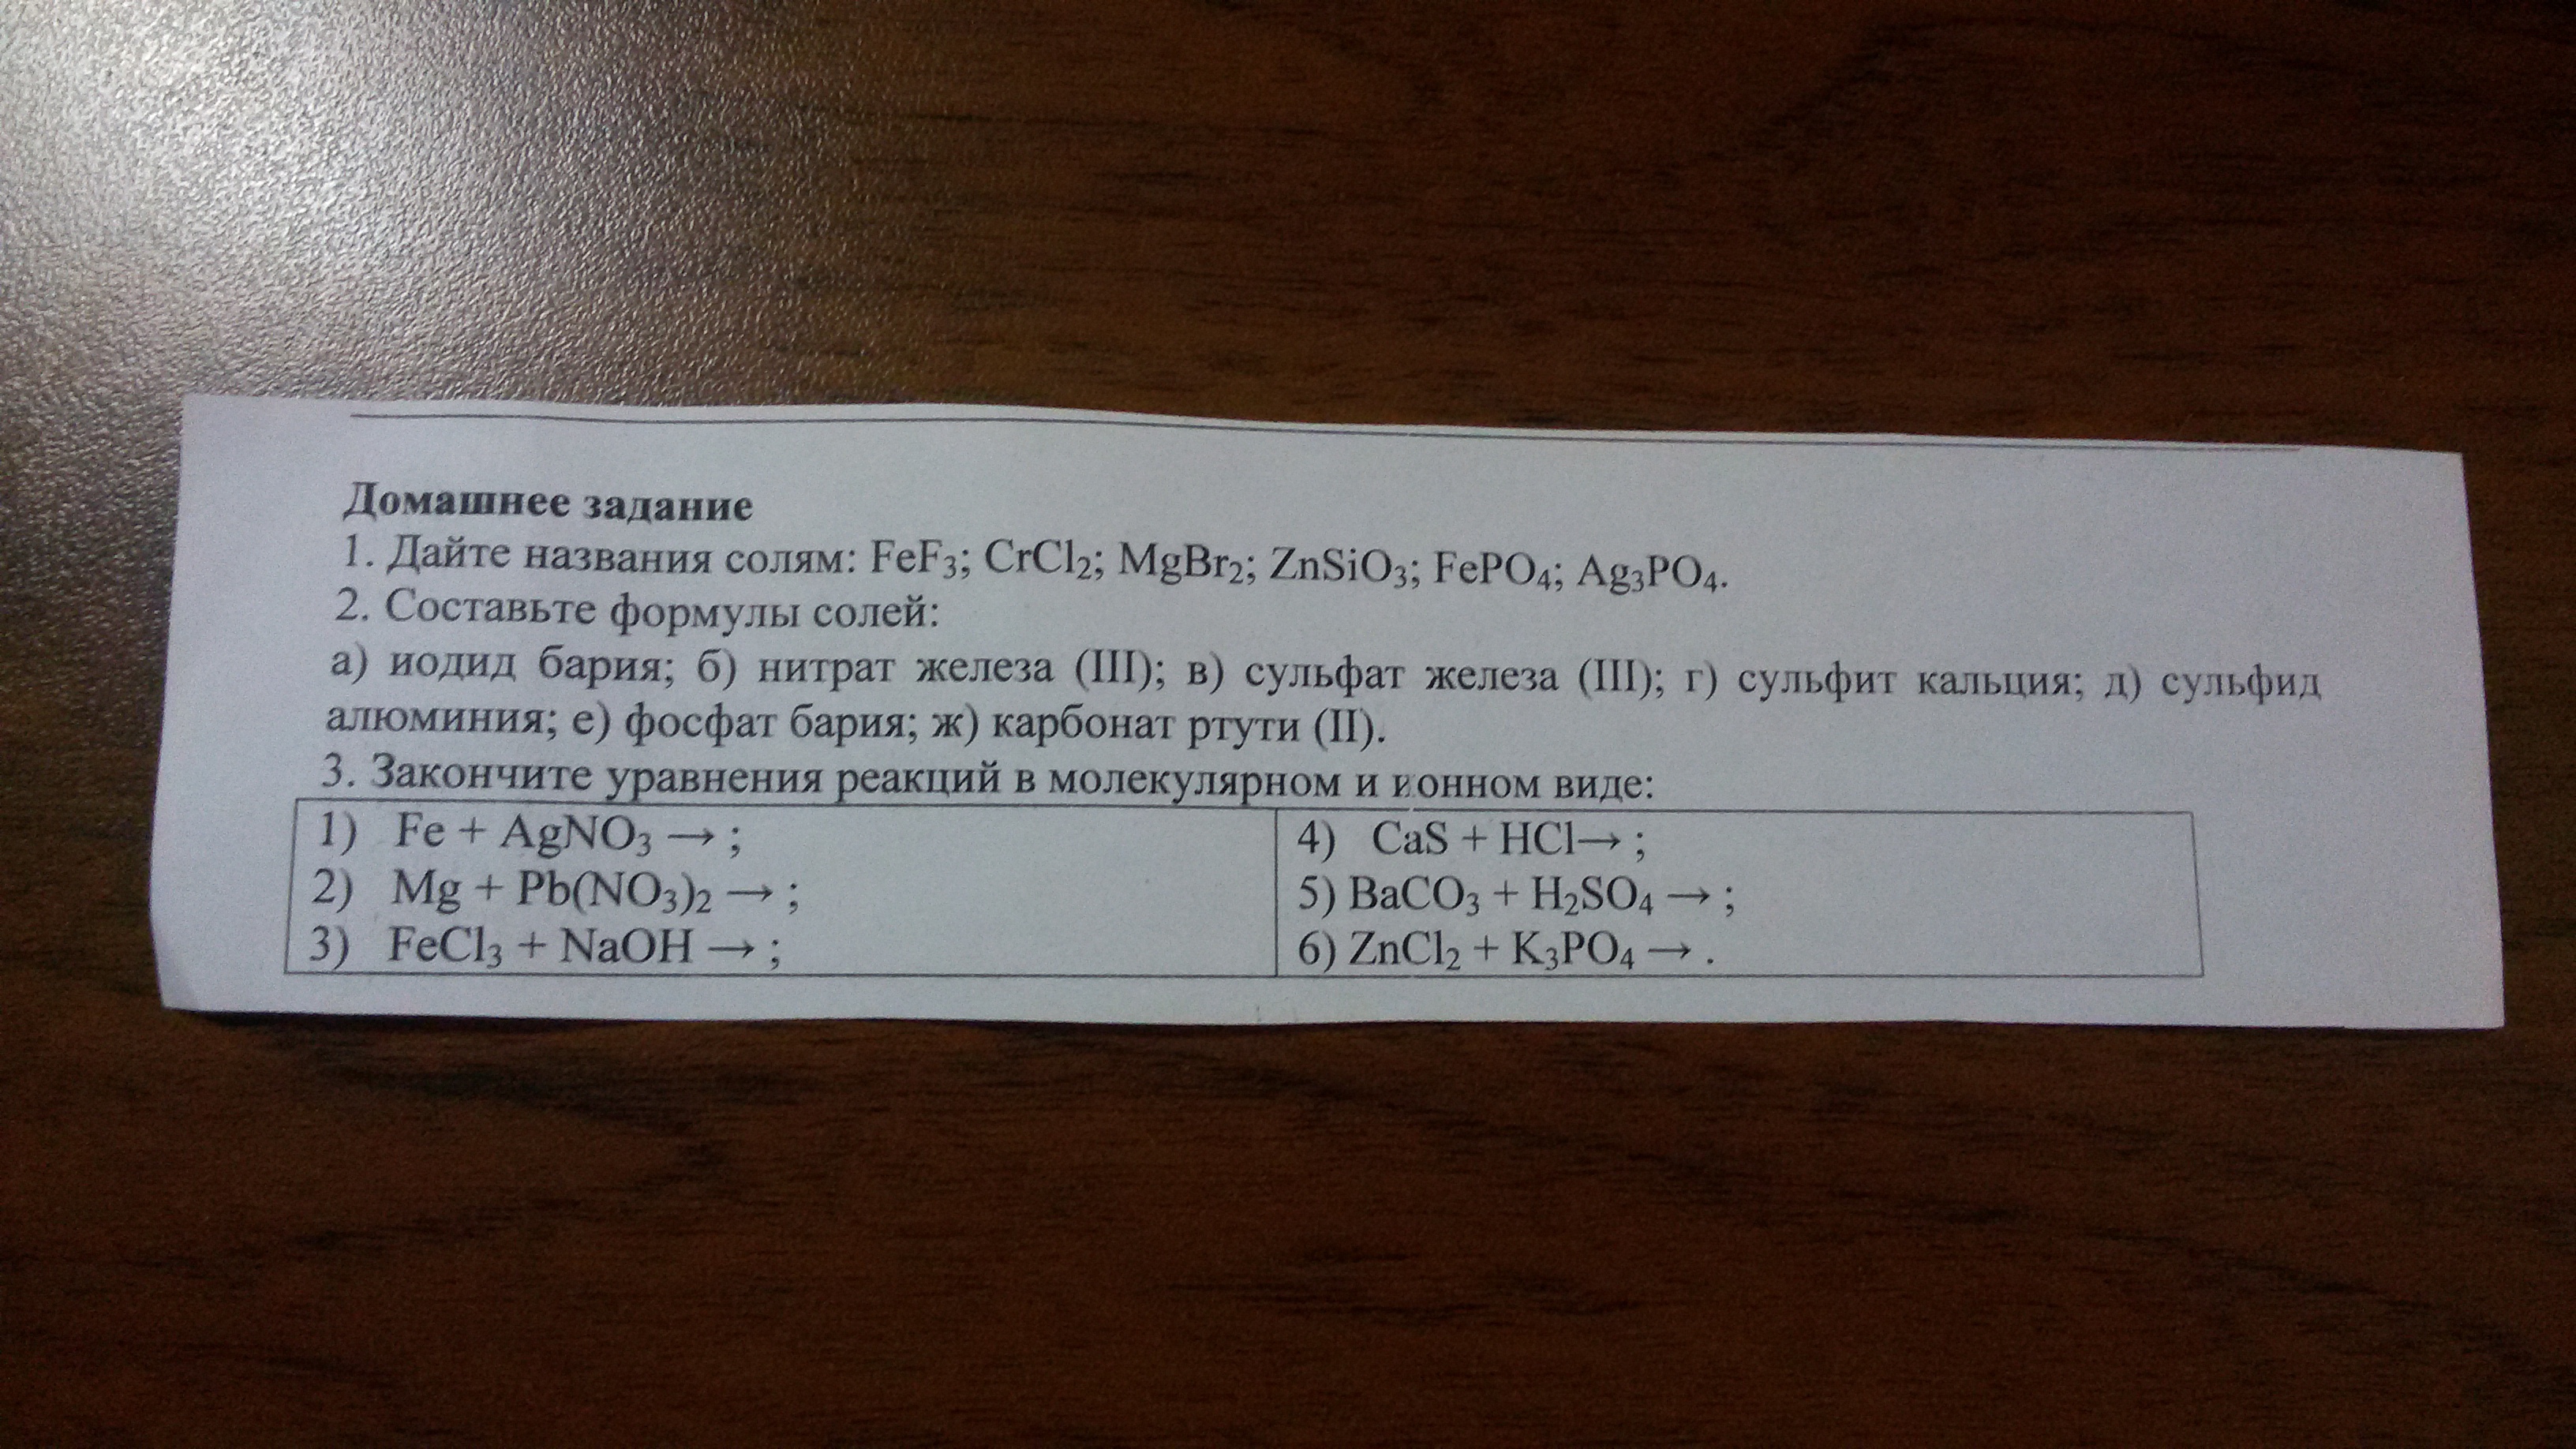 Домашнее задание
1. Дайте названия солям: FeF₃; CrCl₂; MgBr₂; ZnSiO₃; FePO₄; Ag₃PO₄.
2. Составьте формулы солей:
а) иодид бария; б) нитрат железа (III); в) сульфат железа (III); г) сульфит кальция; д) сульфид
алюминия; е) фосфат бария; ж) карбонат ртути (II).
3. Закончите уравнения реакций в молекулярном и ионном виде:
1) Fe + AgNO₃ → ;
2) Mg + Pb(NO₃)₂ → ;
3) FeCl₃ + NaOH → ;
4) CaS + HCl→ ;
5) BaCO₃ + H₂SO₄ → ;
6) ZnCl₂ + K₃PO₄ → .